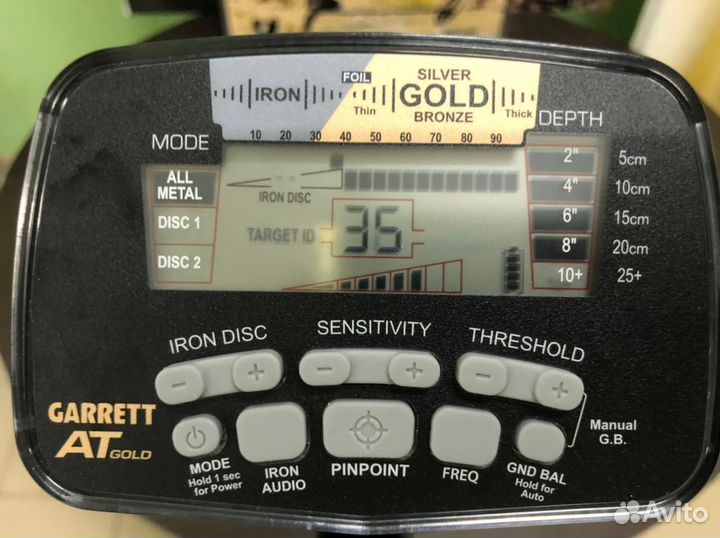 FOIL
SILVER
IRON
GOLD
Thin
BRONZE
Thick
10 20 30 40 50 60 70 80 90
MODE
DEPTH
ALL
METAL
DISC 1
DISC 2
IRON DISC
TARGET ID
35
2" 5cm
4" 10cm
6" 15cm
8" 20cm
10+ 25+
IRON DISC
SENSITIVITY
THRESHOLD
- +
- +
- +
GARRETT
AT GOLD
MODE
Hold 1 sec
for Power
IRON
AUDIO
PINPOINT
FREQ
GND BAL
Hold for
Auto
Manual
G.B.
Avito